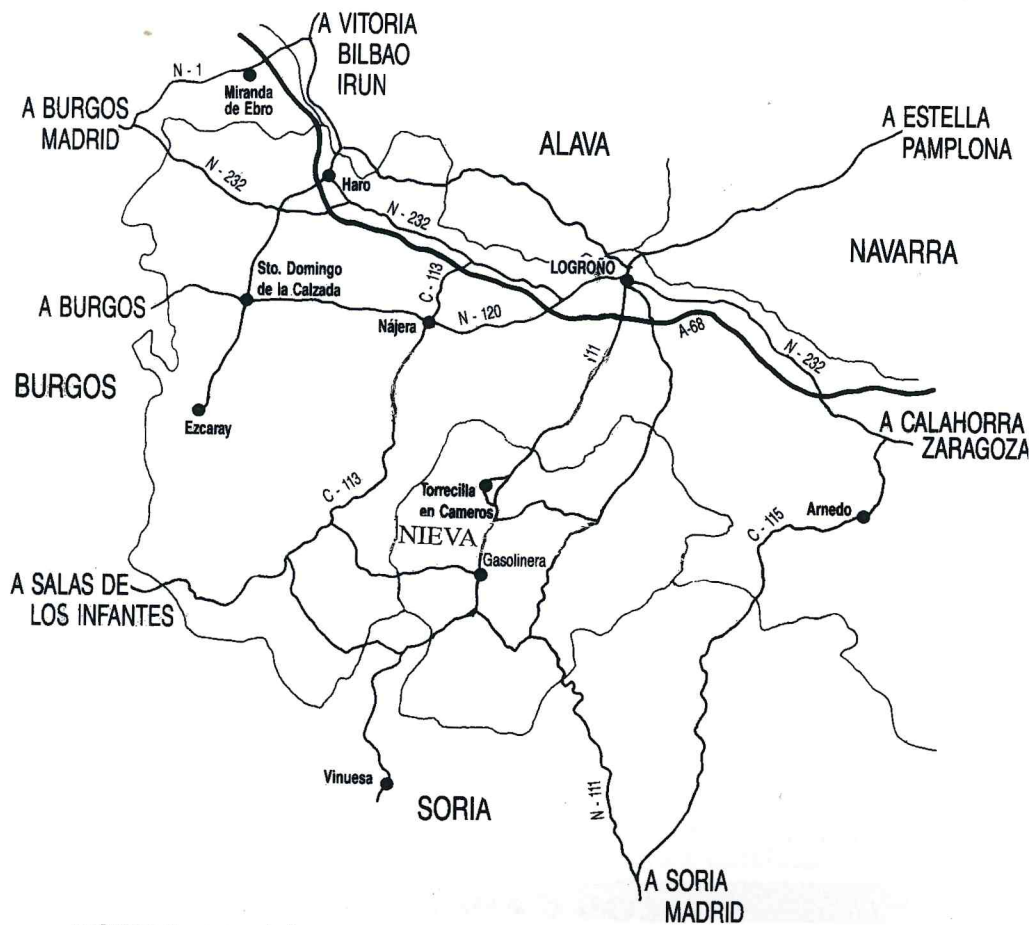 A VITORIA
BILBAO
IRUN
N - 1
Miranda
de Ebro
A BURGOS
MADRID
A ESTELLA
PAMPLONA
ALAVA
N - 232
Haro
N - 232
NAVARRA
LOGROÑO
Sto. Domingo
de la Calzada
C - 113
A BURGOS
N - 120
Nájera
A-68
N - 232
111
BURGOS
Ezcaray
A CALAHORRA
ZARAGOZA
C - 113
Torrecilla
en Cameros
Arnedo
NIEVA
C - 115
Gasolinera
A SALAS DE
LOS INFANTES
Vinuesa
SORIA
N - 111
A SORIA
MADRID